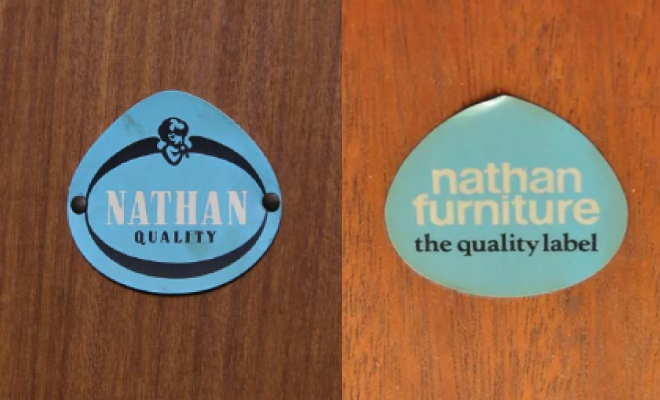 NATHAN
QUALITY
nathan
furniture
the quality label